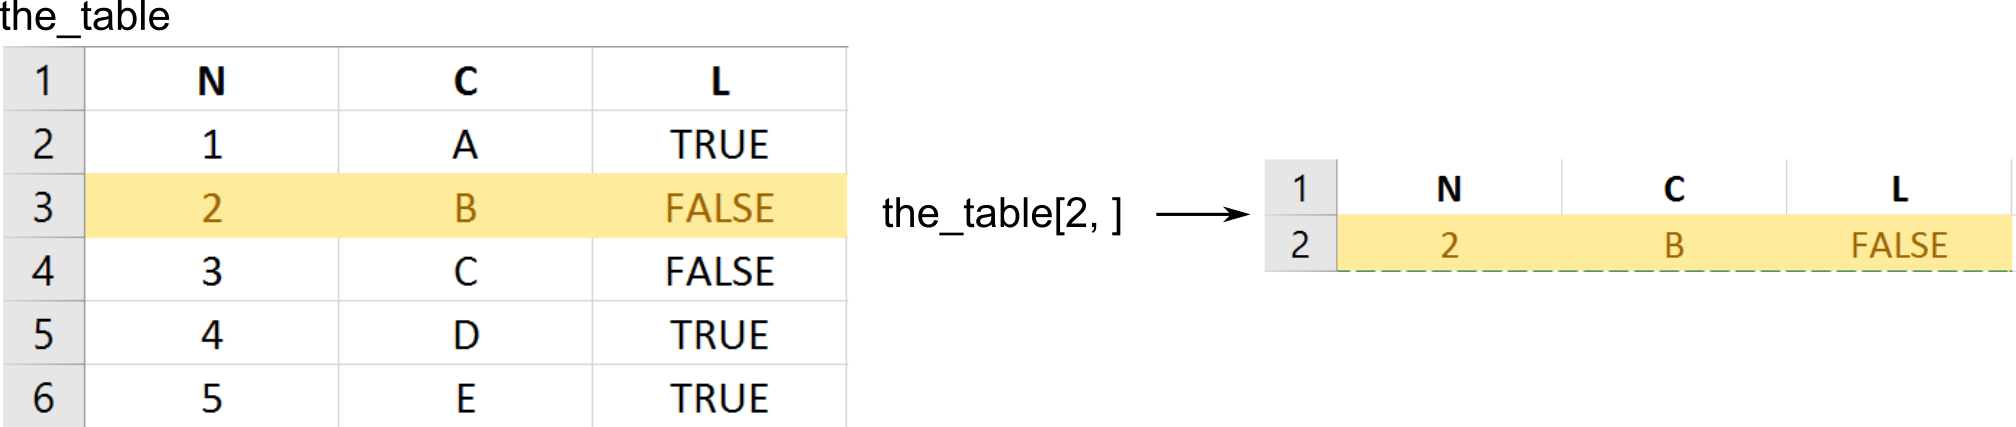 the_table
1 N C L
2 1 A TRUE
3 2 B FALSE
4 3 C FALSE
5 4 D TRUE
6 5 E TRUE
the_table[2, ]
1 N C L
2 2 B FALSE